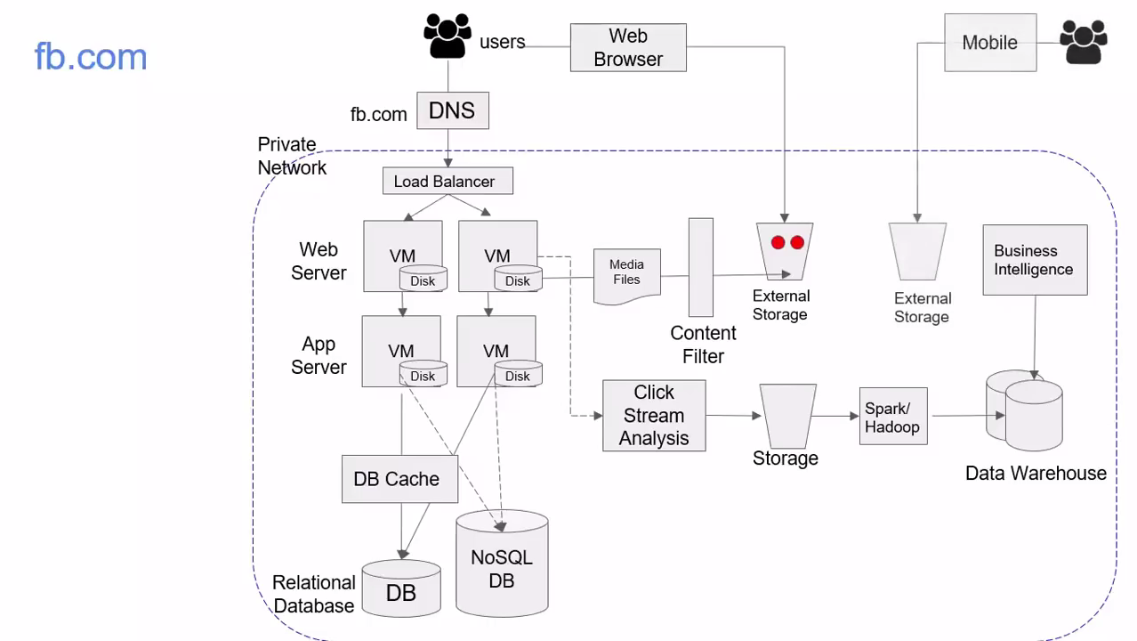 fb.com
users
Web
Browser
Mobile
fb.com
DNS
Private
Network
Load Balancer
Web
Server
VM
Disk
VM
Disk
Media
Files
Content
Filter
External
Storage
External
Storage
Business
Intelligence
App
Server
VM
Disk
VM
Disk
Click
Stream
Analysis
Storage
Spark/
Hadoop
Data Warehouse
DB Cache
NoSQL
DB
Relational
Database
DB